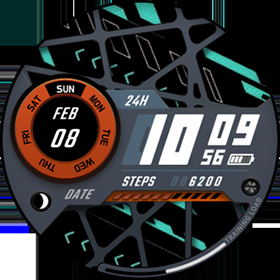 SUN
MON
TUE
WED
THU
FRI
SAT
FEB
08
24H
10 09
56
STEPS 6200
DATE
TRAINING LOAD